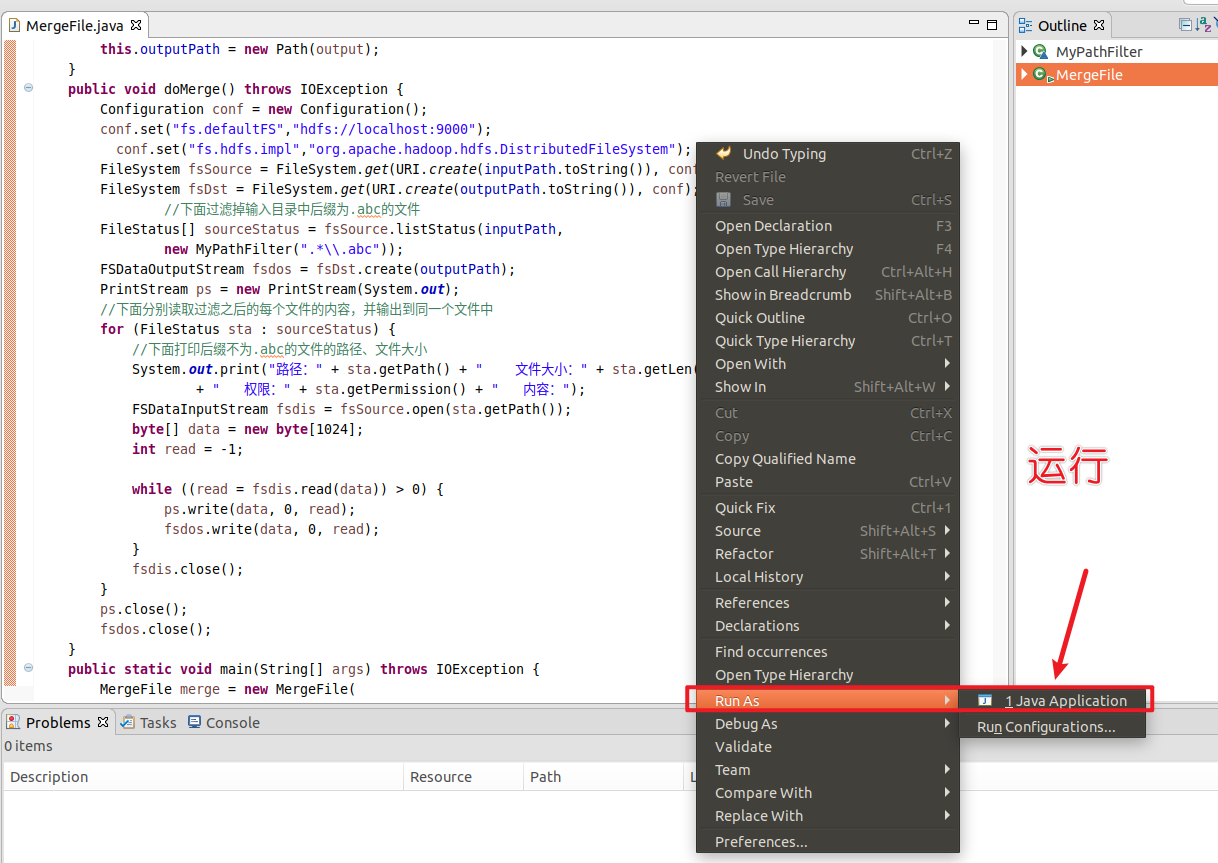 MergeFile.java
this.outputPath = new Path(output);
}
public void doMerge() throws IOException {
Configuration conf = new Configuration();
conf.set("fs.defaultFS","hdfs://localhost:9000");
conf.set("fs.hdfs.impl","org.apache.hadoop.hdfs.DistributedFileSystem");
FileSystem fsSource = FileSystem.get(URI.create(inputPath.toString()), conf
FileSystem fsDst = FileSystem.get(URI.create(outputPath.toString()), conf);
//下面过滤掉输入目录中后缀为.abc的文件
FileStatus[] sourceStatus = fsSource.listStatus(inputPath,
new MyPathFilter(".*\\.abc"));
FSDataOutputStream fsdos = fsDst.create(outputPath);
PrintStream ps = new PrintStream(System.out);
//下面分别读取过滤之后的每个文件的内容，并输出到同一个文件中
for (FileStatus sta : sourceStatus) {
//下面打印后缀不为.abc的文件的路径、文件大小
System.out.print("路径：" + sta.getPath() + "    文件大小：" + sta.getLen(
+ "   权限：" + sta.getPermission() + "   内容：");
FSDataInputStream fsdis = fsSource.open(sta.getPath());
byte[] data = new byte[1024];
int read = -1;
while ((read = fsdis.read(data)) > 0) {
ps.write(data, 0, read);
fsdos.write(data, 0, read);
}
fsdis.close();
}
ps.close();
fsdos.close();
}
public static void main(String[] args) throws IOException {
MergeFile merge = new MergeFile(
Undo Typing Ctrl+Z
Revert File
Save Ctrl+S
Open Declaration F3
Open Type Hierarchy F4
Open Call Hierarchy Ctrl+Alt+H
Show in Breadcrumb Shift+Alt+B
Quick Outline Ctrl+O
Quick Type Hierarchy Ctrl+T
Open With
Show In Shift+Alt+W
Cut Ctrl+X
Copy Ctrl+C
Copy Qualified Name
Paste Ctrl+V
Quick Fix Ctrl+1
Source Shift+Alt+S
Refactor Shift+Alt+T
Local History
References
Declarations
Find occurrences
Open Type Hierarchy
Run As
Debug As
Validate
Team
Compare With
Replace With
Preferences...
1 Java Application
Run Configurations...
Outline
MyPathFilter
MergeFile
运行
Problems Tasks Console
0 items
Description Resource Path L